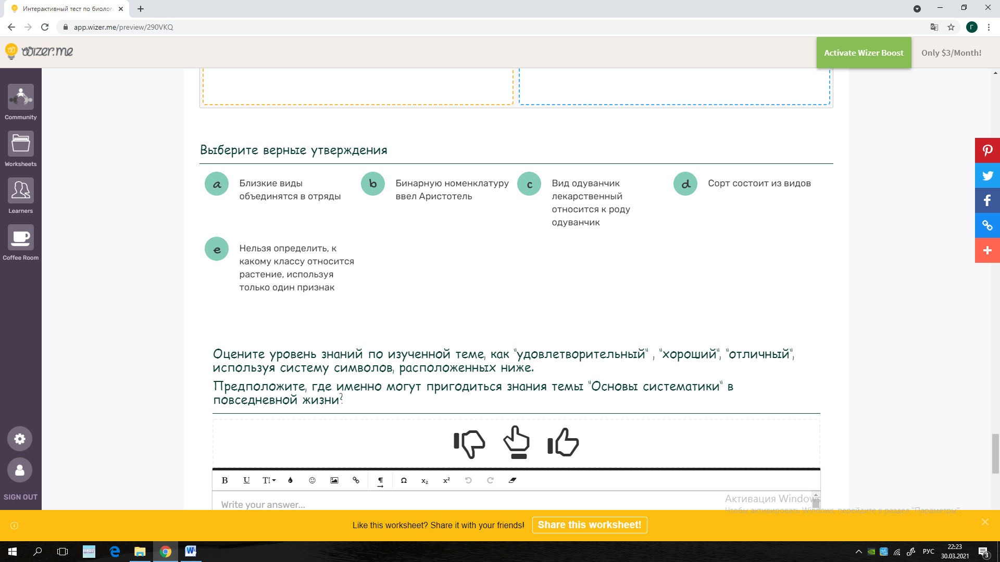 Интерактивный тест по биолог
app.wizer.me/preview/290VKQ
Г
wizer.me
Activate Wizer Boost
Only $3/Month!
Community
Worksheets
Learners
Coffee Room
SIGN OUT
Выберите верные утверждения
a
Близкие виды
объединятся в отряды
b
Бинарную номенклатуру
ввел Аристотель
c
Вид одуванчик
лекарственный
относится к роду
одуванчик
d
Сорт состоит из видов
e
Нельзя определить, к
какому классу относится
растение, используя
только один признак
Оцените уровень знаний по изученной теме, как "удовлетворительный" , "хороший", "отличный",
используя систему символов, расположенных ниже.
Предположите, где именно могут пригодиться знания темы "Основы систематики" в
повседневной жизни?
B U TI Ω x₂ x²
Write your answer...
Активация Windows
Чтобы активировать Windows, перейдите в раздел "Параметры".
Like this worksheet? Share it with your friends!
Share this worksheet!
РУС
22:23
30.03.2021
3